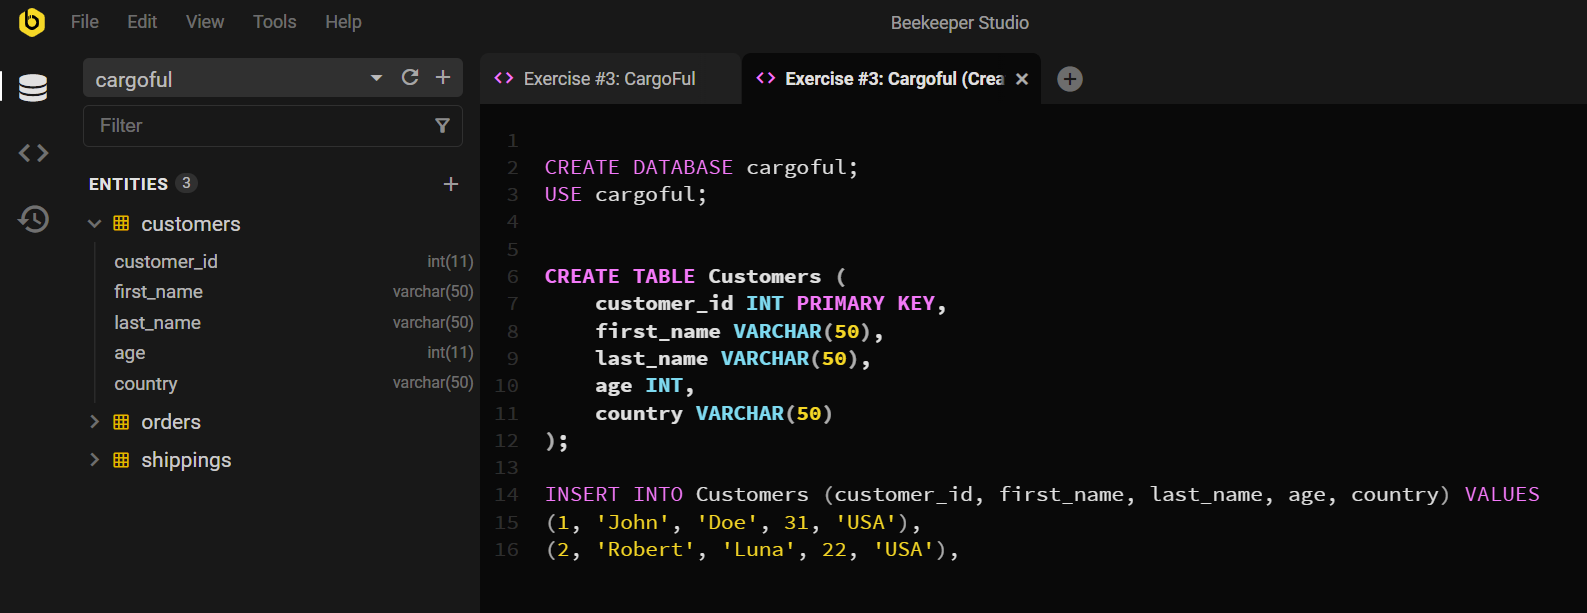 File Edit View Tools Help
Beekeeper Studio
cargoful
Filter
ENTITIES 3
customers
customer_id int(11)
first_name varchar(50)
last_name varchar(50)
age int(11)
country varchar(50)
orders
shippings
Exercise #3: CargoFul
Exercise #3: Cargoful (Crea
1
2 CREATE DATABASE cargoful;
3 USE cargoful;
4
5
6 CREATE TABLE Customers (
7 customer_id INT PRIMARY KEY,
8 first_name VARCHAR(50),
9 last_name VARCHAR(50),
10 age INT,
11 country VARCHAR(50)
12 );
13
14 INSERT INTO Customers (customer_id, first_name, last_name, age, country) VALUES
15 (1, 'John', 'Doe', 31, 'USA'),
16 (2, 'Robert', 'Luna', 22, 'USA'),